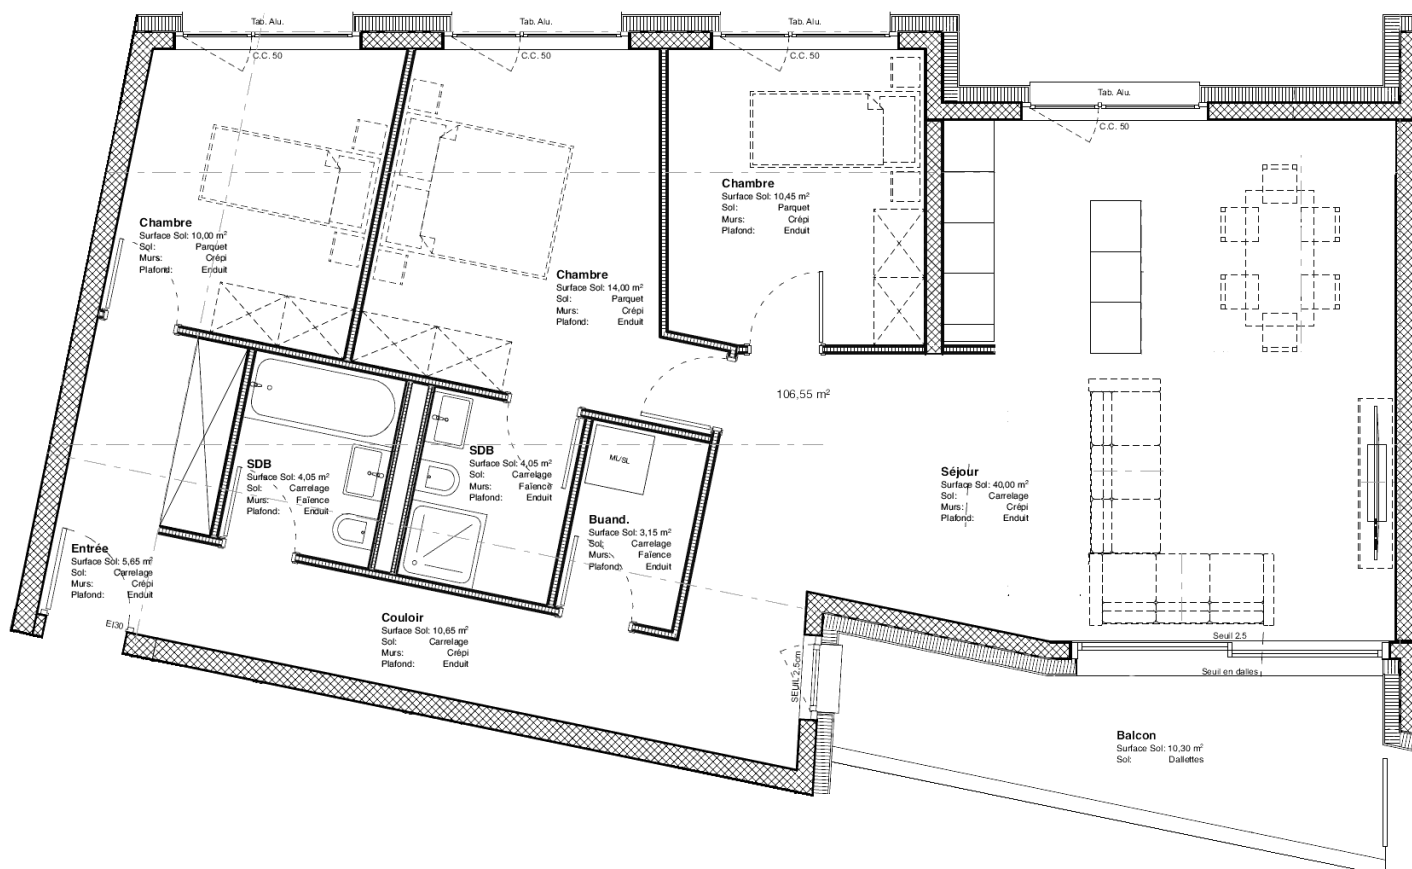 Tab. Alu.
Tab. Alu.
Tab. Alu.
C.C. 50
C.C. 50
C.C. 50
Tab. Alu.
C.C. 50
Chambre
Surface Sol: 10,45 m²
Sol: Parquet
Murs: Crépi
Plafond: Enduit
Chambre
Surface Sol: 10,00 m²
Sol: Parquet
Murs: Crépi
Plafond: Enduit
Chambre
Surface Sol: 14,00 m²
Sol: Parquet
Murs: Crépi
Plafond: Enduit
106,55 m²
SDB
Surface Sol: 4,05 m²
Sol: Carrelage
Murs: Faïence
Plafond: Enduit
SDB
Surface Sol: 4,05 m²
Sol: Carrelage
Murs: Faïence
Plafond: Enduit
ML/SL
Séjour
Surface Sol: 40,00 m²
Sol: Carrelage
Murs: Crépi
Plafond: Enduit
Buand.
Surface Sol: 3,15 m²
Sol: Carrelage
Murs: Faïence
Plafond: Enduit
Entrée
Surface Sol: 5,65 m²
Sol: Carrelage
Murs: Crépi
Plafond: Enduit
EI30
Couloir
Surface Sol: 10,65 m²
Sol: Carrelage
Murs: Crépi
Plafond: Enduit
SEUIL 2,5cm
Seuil 2.5
Seuil en dalles
Balcon
Surface Sol: 10,30 m²
Sol: Dallettes